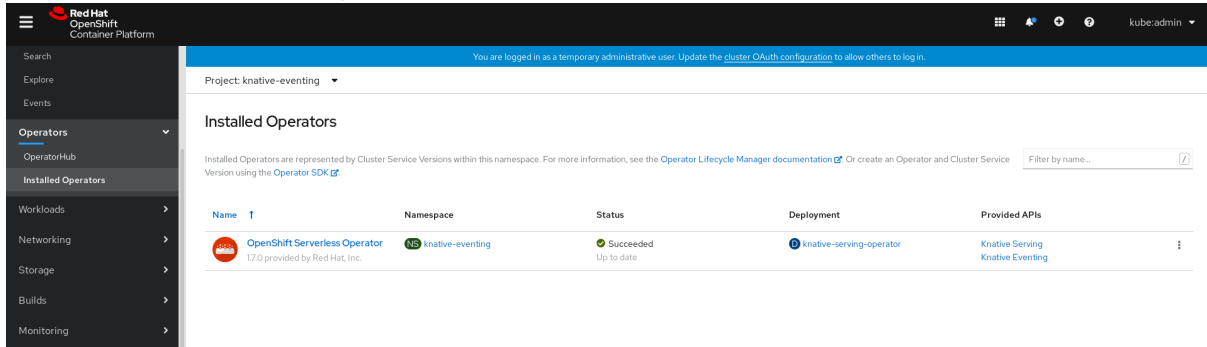 Red Hat
OpenShift
Container Platform
kube:admin
Search
Explore
Events
Operators
OperatorHub
Installed Operators
Workloads
Networking
Storage
Builds
Monitoring
You are logged in as a temporary administrative user. Update the cluster OAuth configuration to allow others to log in.
Project: knative-eventing
Installed Operators
Installed Operators are represented by Cluster Service Versions within this namespace. For more information, see the Operator Lifecycle Manager documentation. Or create an Operator and Cluster Service
Version using the Operator SDK.
Filter by name...
/
Name Namespace Status Deployment Provided APIs
OpenShift Serverless Operator NS knative-eventing Succeeded D knative-serving-operator Knative Serving
1.7.0 provided by Red Hat, Inc. Up to date Knative Eventing